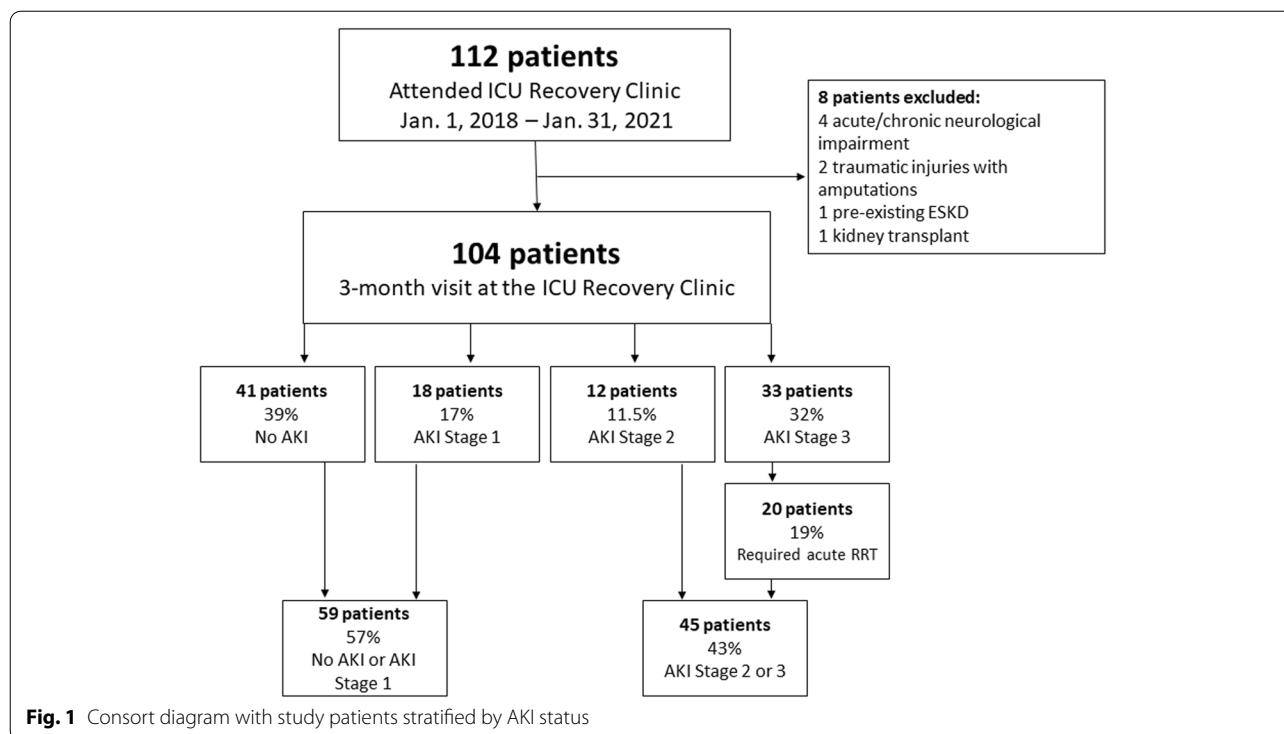 112 patients
Attended ICU Recovery Clinic
Jan. 1, 2018 – Jan. 31, 2021
8 patients excluded:
4 acute/chronic neurological
impairment
2 traumatic injuries with
amputations
1 pre-existing ESKD
1 kidney transplant
104 patients
3-month visit at the ICU Recovery Clinic
41 patients
39%
No AKI
18 patients
17%
AKI Stage 1
12 patients
11.5%
AKI Stage 2
33 patients
32%
AKI Stage 3
20 patients
19%
Required acute RRT
59 patients
57%
No AKI or AKI
Stage 1
45 patients
43%
AKI Stage 2 or 3
Fig. 1 Consort diagram with study patients stratified by AKI status